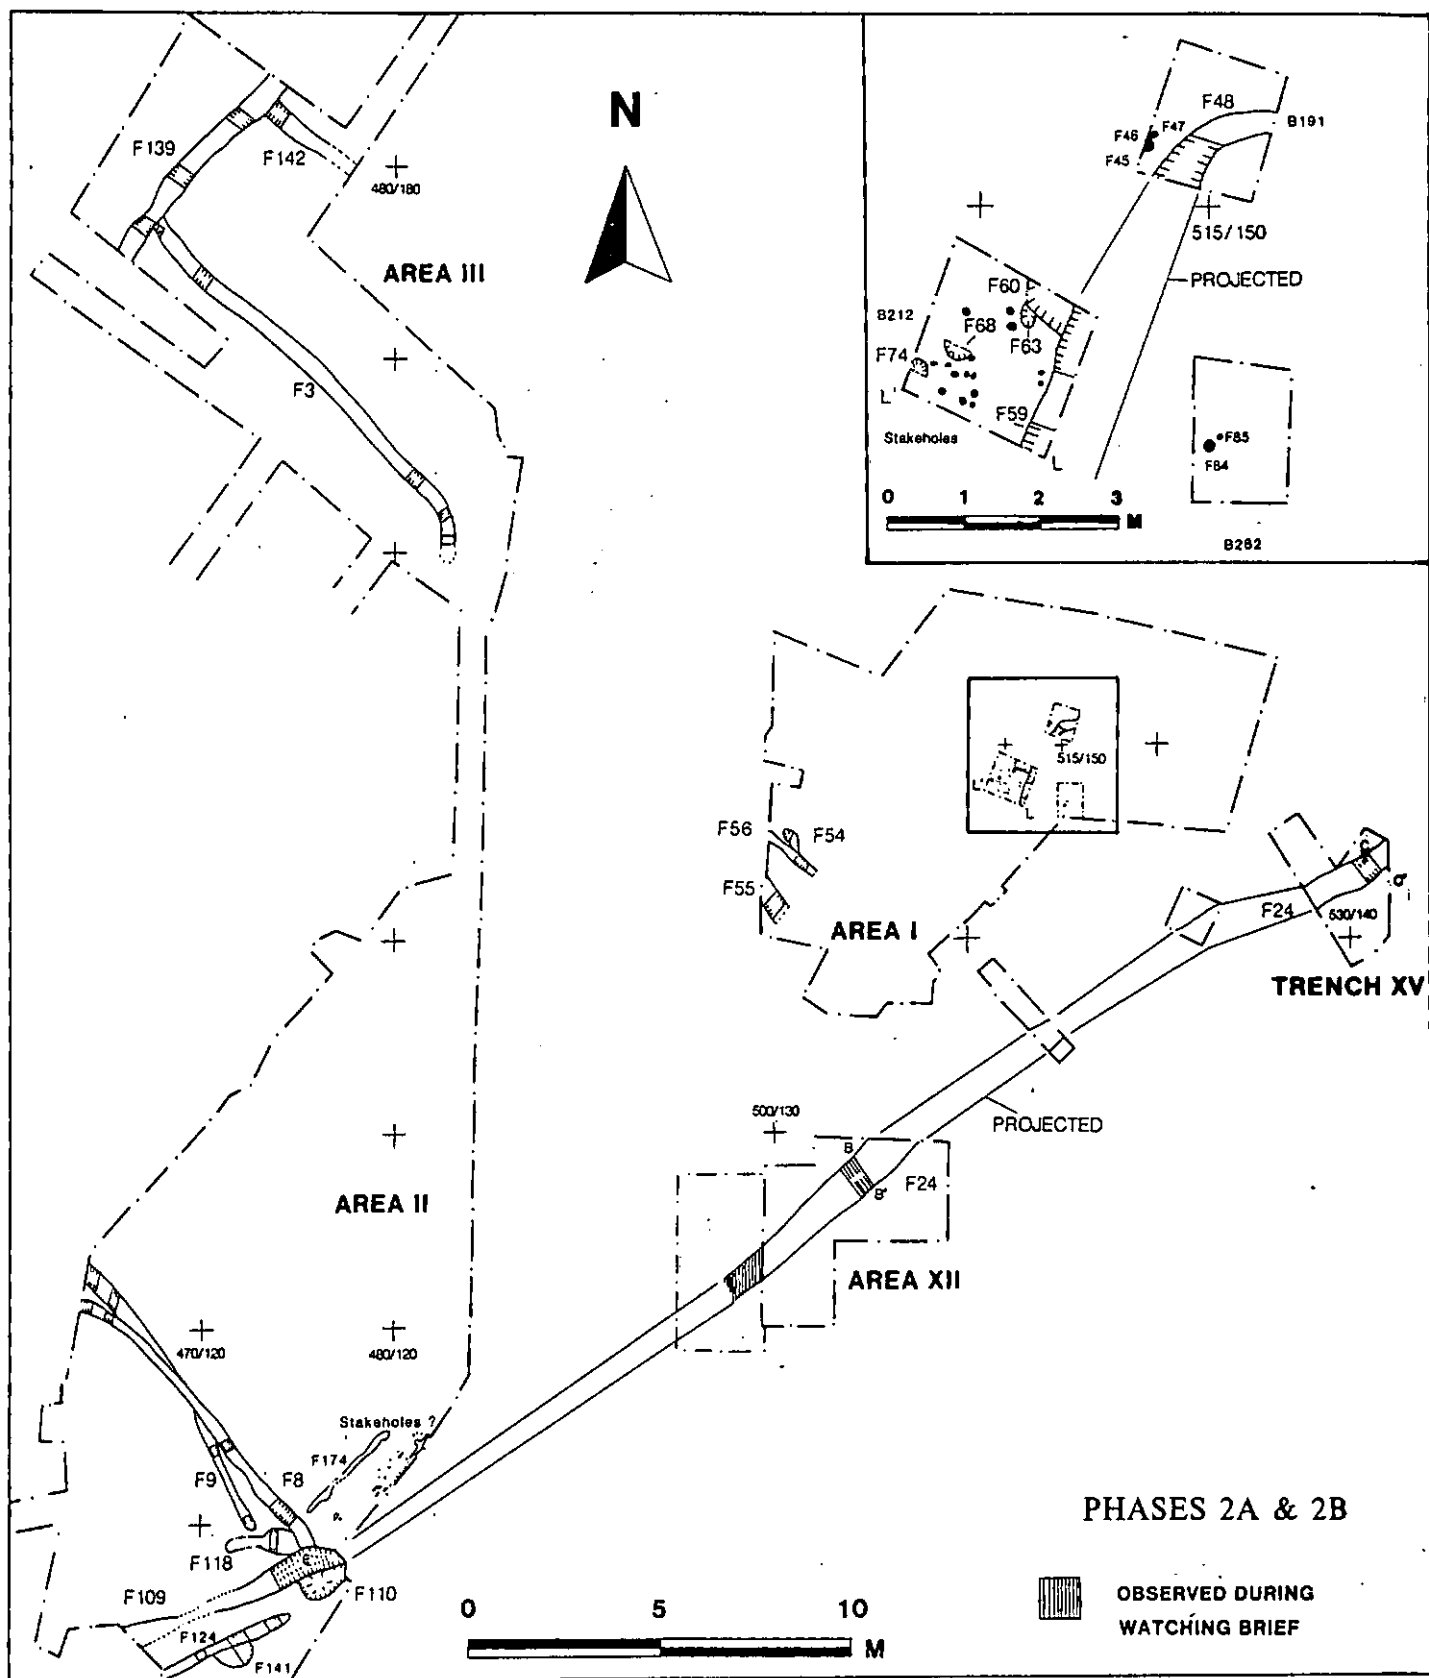 N
F139
F142
480/180
AREA III
F3
F48
F47
F46
F45
B191
515/150
PROJECTED
F60
B212
F68
F63
F74
L'
F59
Stakeholes
L
F85
F84
0 1 2 3 M
B262
515/150
F56
F54
F55
AREA I
F24
530/140
TRENCH XV
500/130
PROJECTED
B
B'
F24
AREA II
AREA XII
470/120
480/120
Stakeholes ?
F174
F9
F8
F118
F110
F109
F124
F141
0 5 10 M
PHASES 2A & 2B
OBSERVED DURING
WATCHING BRIEF